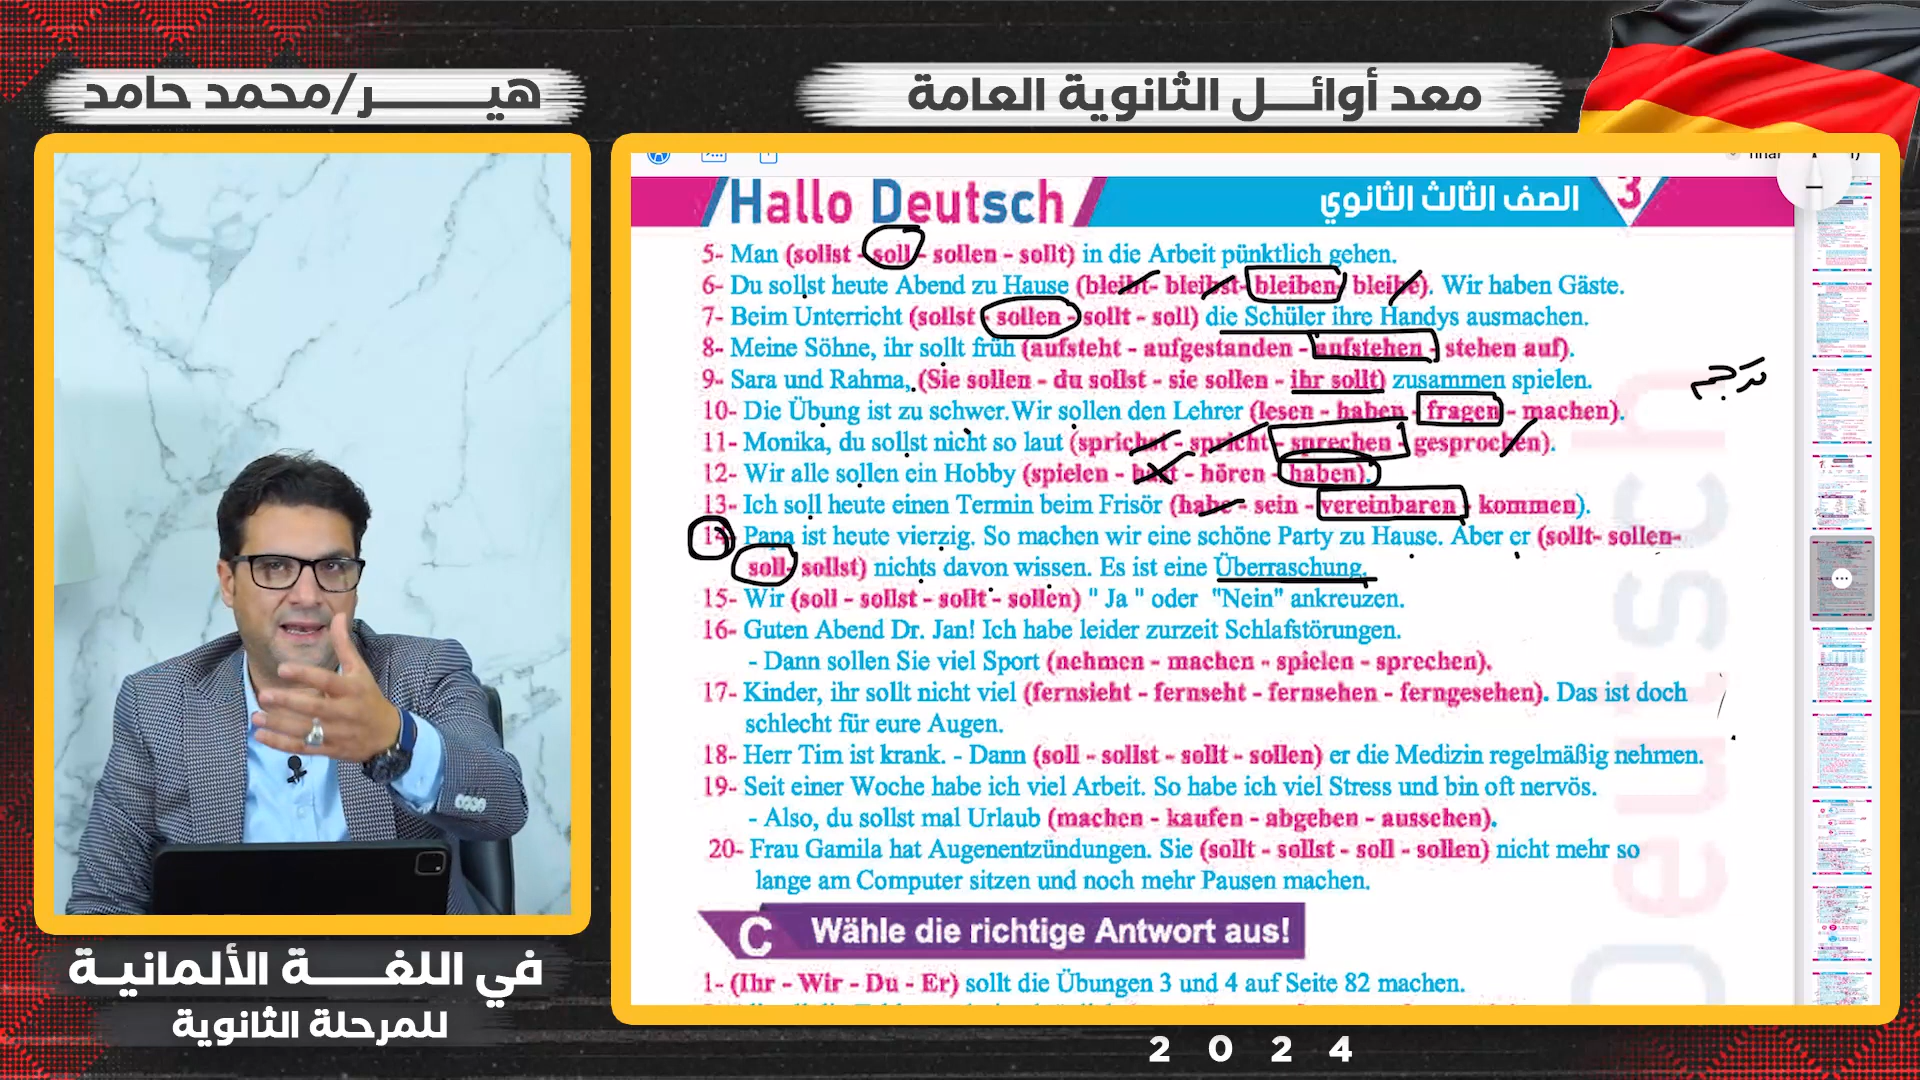 هيـــــــر/محمد حامد
معد أوائـــل الثانوية العامة
Hallo Deutsch
الصف الثالث الثانوي
3
5- Man (sollst - soll - sollen - sollt) in die Arbeit pünktlich gehen.
6- Du sollst heute Abend zu Hause (bleibt- bleibst- bleiben/ bleibe). Wir haben Gäste.
7- Beim Unterricht (sollst - sollen - sollt - soll) die Schüler ihre Handys ausmachen.
8- Meine Söhne, ihr sollt früh (aufsteht - aufgestanden - aufstehen - stehen auf).
9- Sara und Rahma, (Sie sollen - du sollst - sie sollen - ihr sollt) zusammen spielen.
10- Die Übung ist zu schwer.Wir sollen den Lehrer (lesen - haben - fragen - machen).
11- Monika, du sollst nicht so laut (sprichst - spricht - sprechen - gesprochen).
12- Wir alle sollen ein Hobby (spielen - hast - hören - haben).
13- Ich soll heute einen Termin beim Frisör (habe - sein - vereinbaren - kommen).
14- Papa ist heute vierzig. So machen wir eine schöne Party zu Hause. Aber er (sollt- sollen-
soll- sollst) nichts davon wissen. Es ist eine Überraschung.
15- Wir (soll - sollst - sollt - sollen) " Ja " oder "Nein" ankreuzen.
16- Guten Abend Dr. Jan! Ich habe leider zurzeit Schlafstörungen.
- Dann sollen Sie viel Sport (nehmen - machen - spielen - sprechen).
17- Kinder, ihr sollt nicht viel (fernsieht - fernseht - fernsehen - ferngesehen). Das ist doch
schlecht für eure Augen.
18- Herr Tim ist krank. - Dann (soll - sollst - sollt - sollen) er die Medizin regelmäßig nehmen.
19- Seit einer Woche habe ich viel Arbeit. So habe ich viel Stress und bin oft nervös.
- Also, du sollst mal Urlaub (machen - kaufen - abgeben - aussehen).
20- Frau Gamila hat Augenentzündungen. Sie (sollt - sollst - soll - sollen) nicht mehr so
lange am Computer sitzen und noch mehr Pausen machen.
C Wähle die richtige Antwort aus!
1- (Ihr - Wir - Du - Er) sollt die Übungen 3 und 4 auf Seite 82 machen.
في اللغـــــة الألمانيـة
للمرحلة الثانوية
2 0 2 4